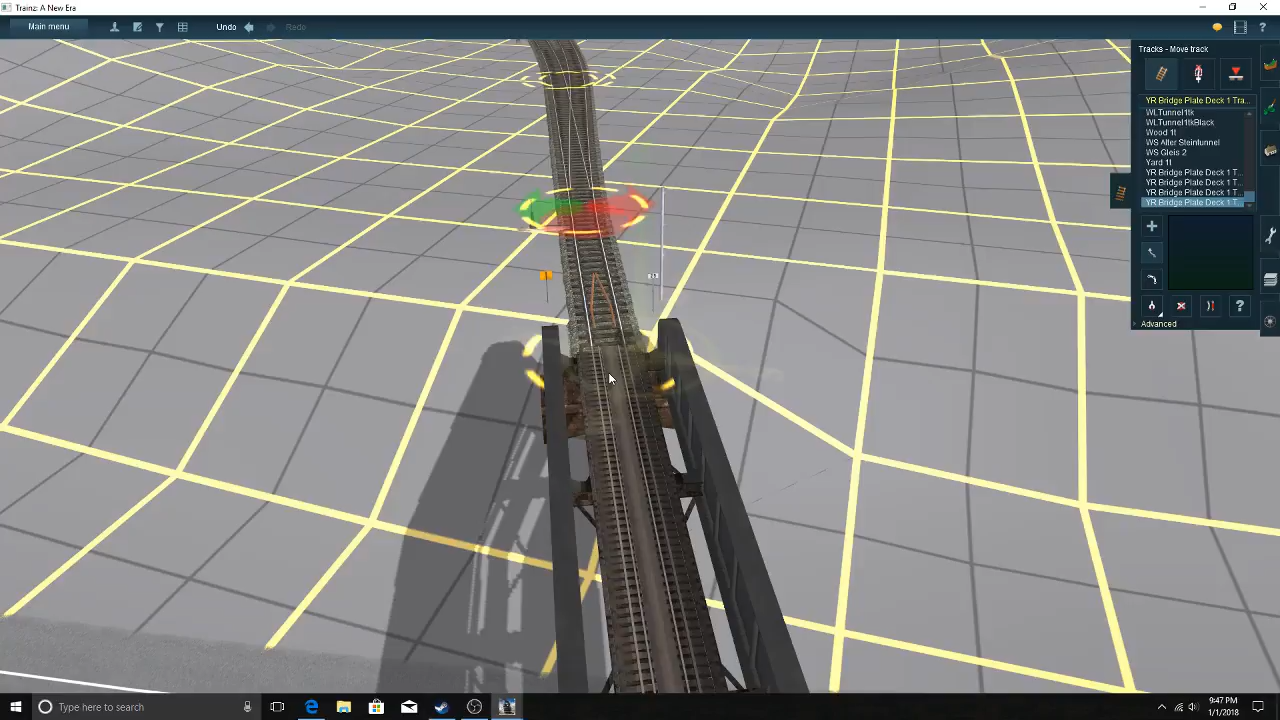 Trainz: A New Era
Main menu
Undo
Redo
Tracks - Move track
YR Bridge Plate Deck 1 Tra...
WLTunnel1tk
WLTunnel1tkBlack
Wood 1t
WS Alter Steintunnel
WS Gleis 2
Yard 1t
YR Bridge Plate Deck 1 T...
YR Bridge Plate Deck 1 T...
YR Bridge Plate Deck 1 T...
YR Bridge Plate Deck 1 T...
Advanced
Type here to search
9:47 PM
1/1/2018